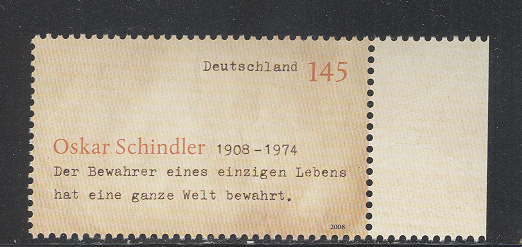 Deutschland 145
Oskar Schindler 1908-1974
Der Bewahrer eines einzigen Lebens
hat eine ganze Welt bewahrt.
2008